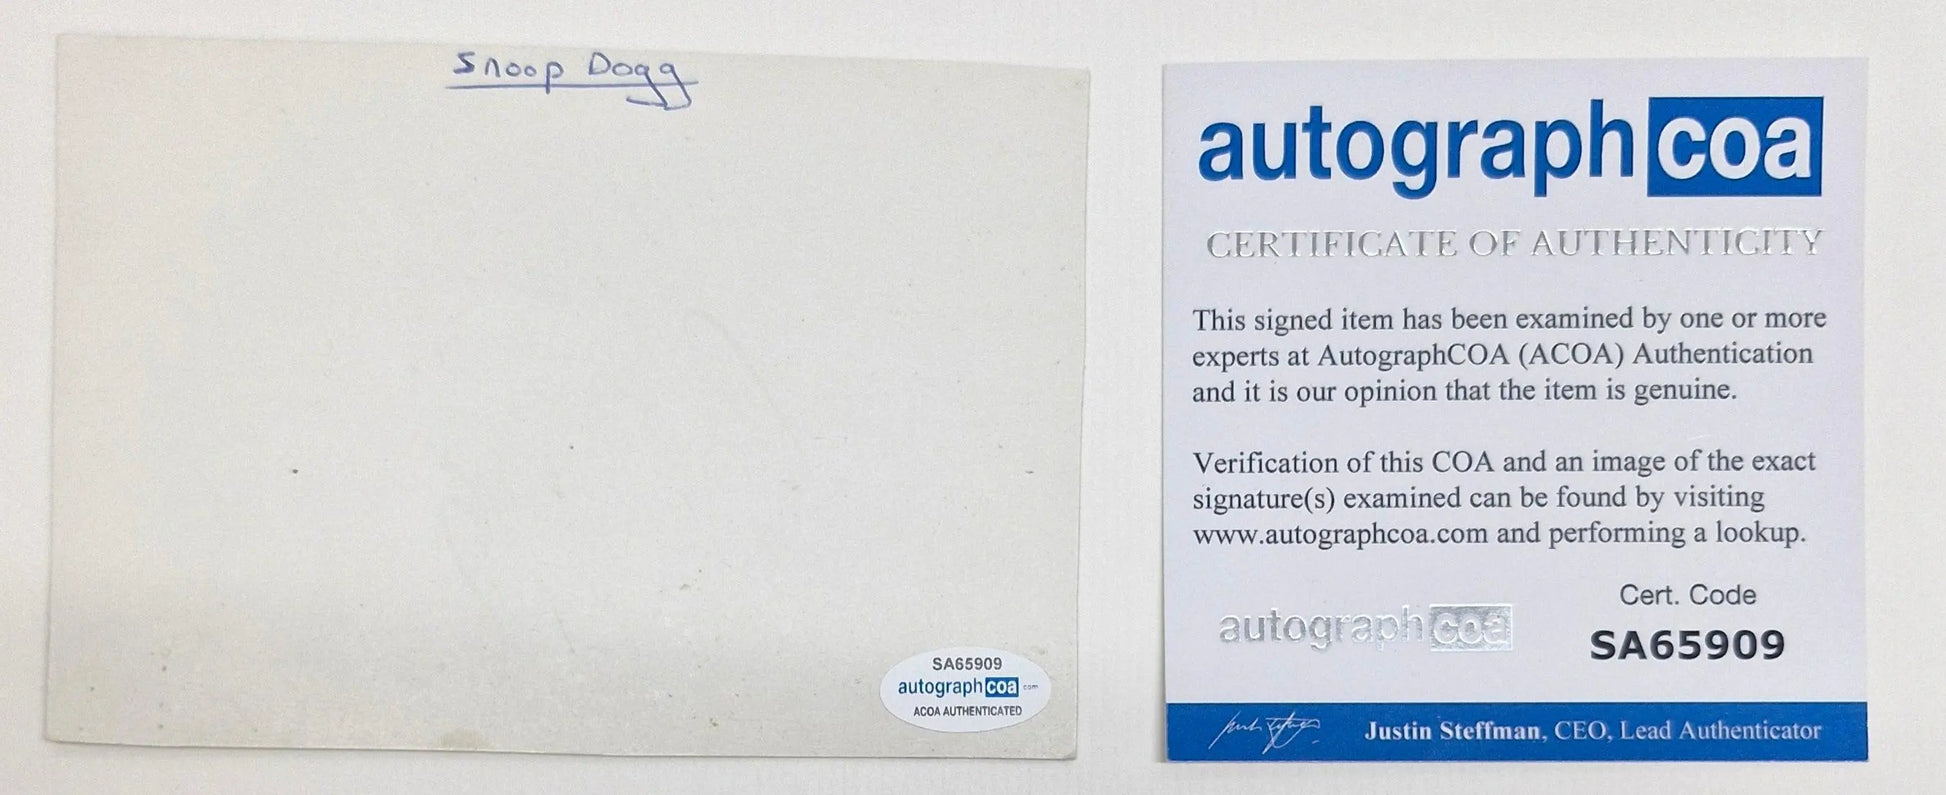 Snoop Dogg
SA65909
autographcoa.com
ACOA AUTHENTICATED
autographcoa
CERTIFICATE OF AUTHENTICITY
This signed item has been examined by one or more
experts at AutographCOA (ACOA) Authentication
and it is our opinion that the item is genuine.
Verification of this COA and an image of the exact
signature(s) examined can be found by visiting
www.autographcoa.com and performing a lookup.
Cert. Code
autographcoa
SA65909
Justin Steffman, CEO, Lead Authenticator